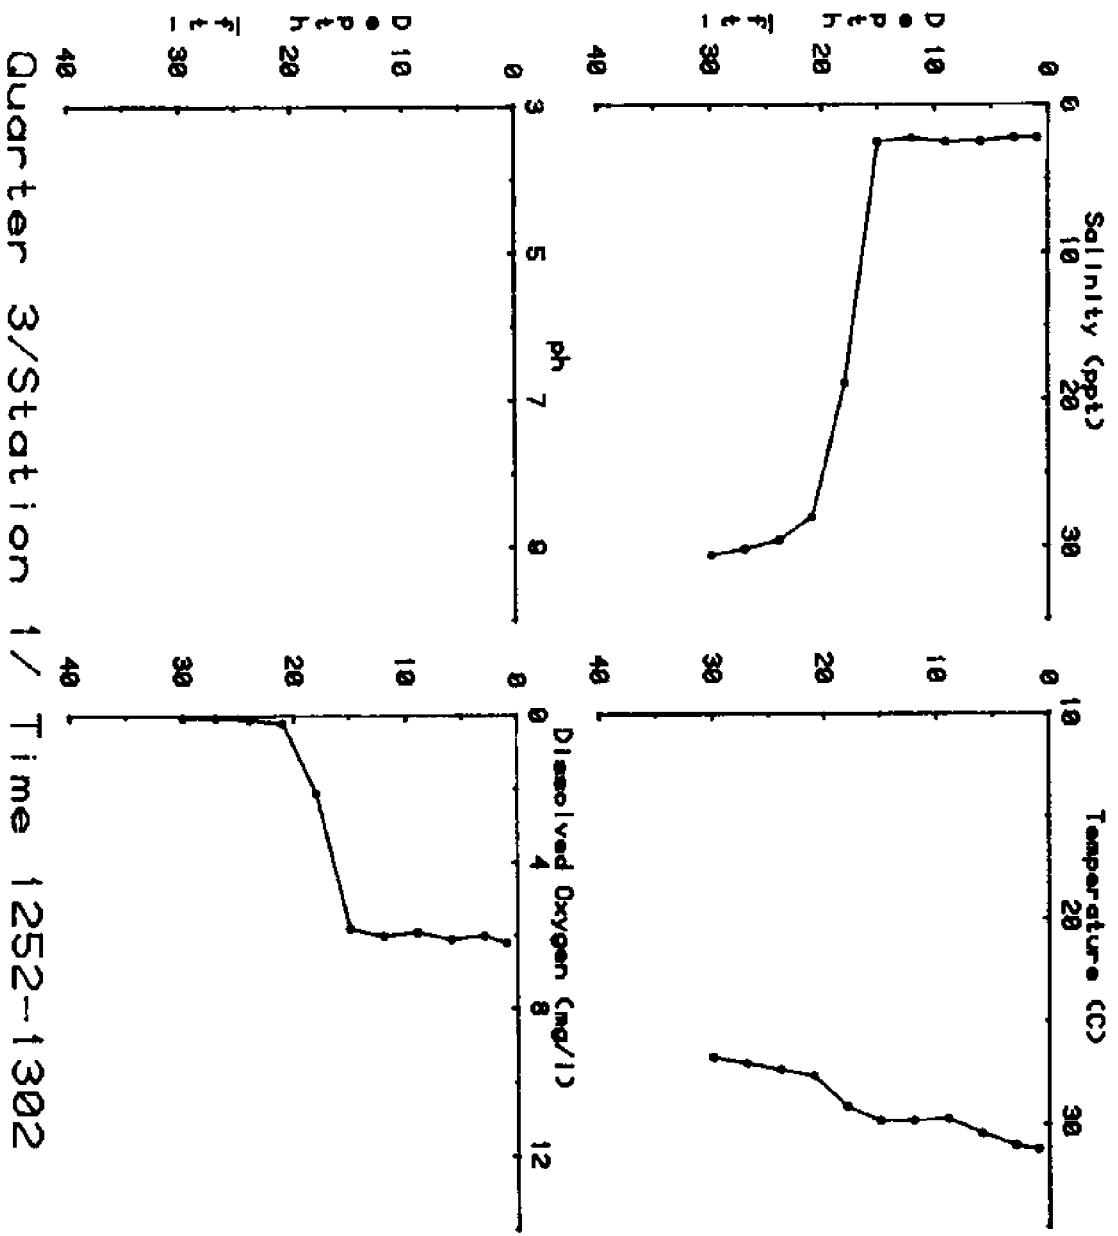 Salinity (ppt)
0 10 20 30
Depth
ft
0
10
20
30
40
Temperature (C)
10 20 30
0
10
20
30
40
ph
3 5 7 9
Depth
ft
0
10
20
30
40
Dissolved Oxygen (mg/l)
0 4 8 12
0
10
20
30
40
Quarter 3/Station 1/ Time 1252-1302